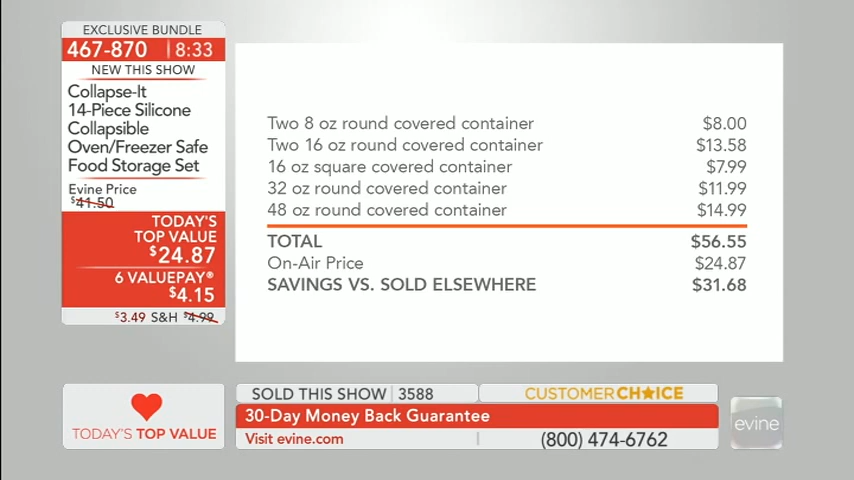 EXCLUSIVE BUNDLE
467-870 8:33
NEW THIS SHOW
Collapse-It
14-Piece Silicone
Collapsible
Oven/Freezer Safe
Food Storage Set
Evine Price
$41.50
TODAY'S
TOP VALUE
$24.87
6 VALUEPAY®
$4.15
$3.49 S&H $4.99
Two 8 oz round covered container $8.00
Two 16 oz round covered container $13.58
16 oz square covered container $7.99
32 oz round covered container $11.99
48 oz round covered container $14.99
TOTAL $56.55
On-Air Price $24.87
SAVINGS VS. SOLD ELSEWHERE $31.68
TODAY'S TOP VALUE
SOLD THIS SHOW 3588
CUSTOMER CH★ICE
30-Day Money Back Guarantee
Visit evine.com
(800) 474-6762
evine